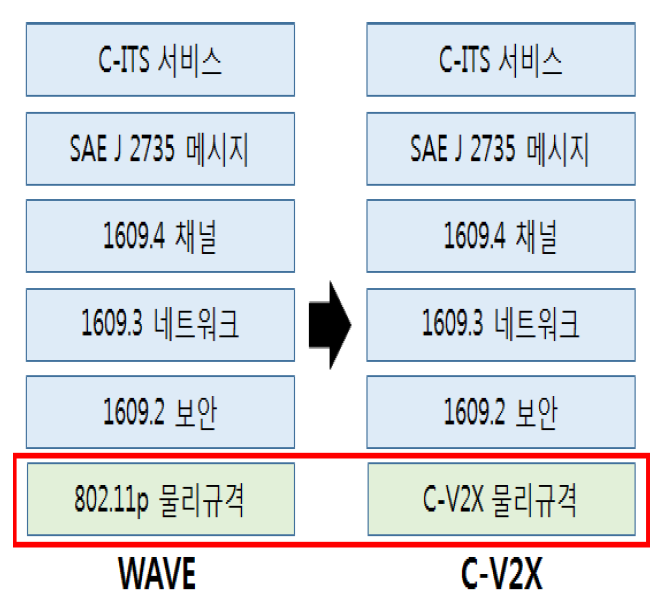 C-ITS 서비스
SAE J 2735 메시지
1609.4 채널
1609.3 네트워크
1609.2 보안
802.11p 물리규격
WAVE
C-ITS 서비스
SAE J 2735 메시지
1609.4 채널
1609.3 네트워크
1609.2 보안
C-V2X 물리규격
C-V2X